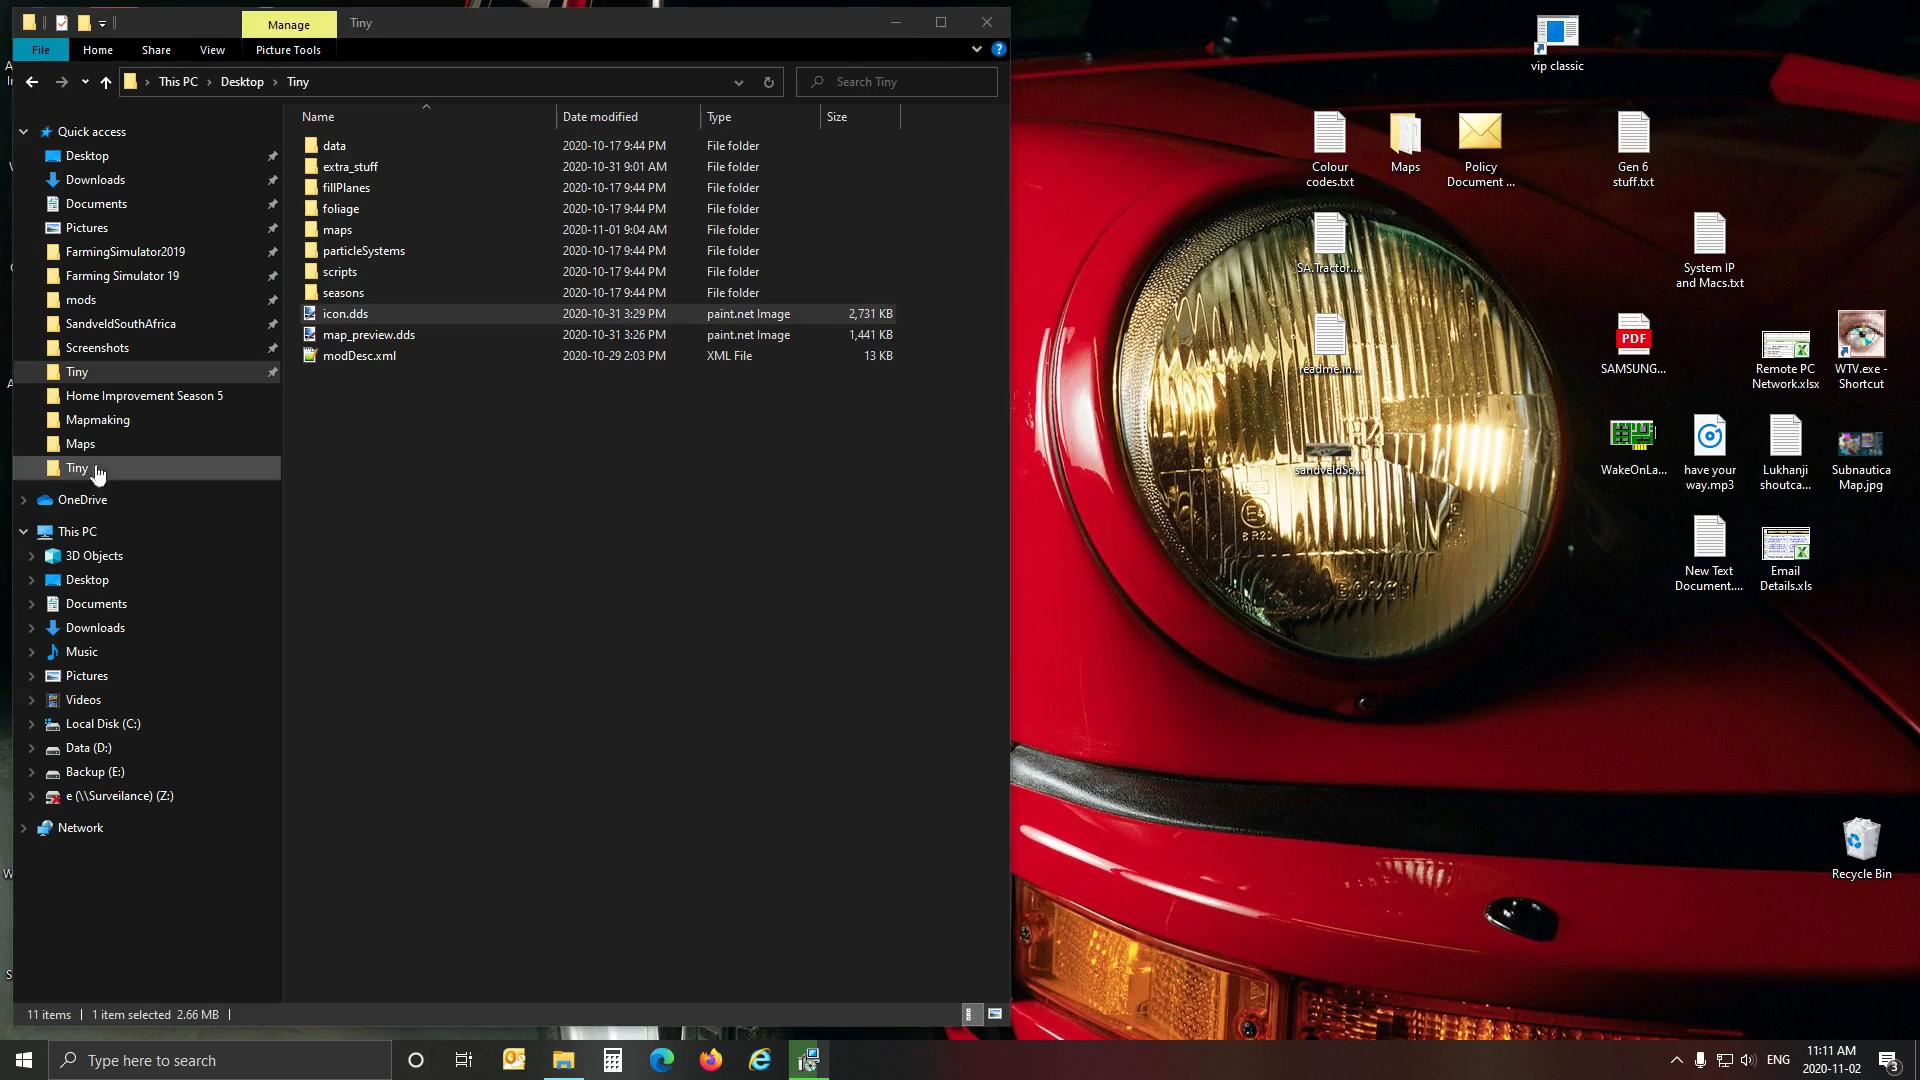 Manage
Tiny
File
Home
Share
View
Picture Tools
This PC
Desktop
Tiny
Search Tiny
Name
Date modified
Type
Size
Quick access
Desktop
Downloads
Documents
Pictures
FarmingSimulator2019
Farming Simulator 19
mods
SandveldSouthAfrica
Screenshots
Tiny
Home Improvement Season 5
Mapmaking
Maps
Tiny
OneDrive
This PC
3D Objects
Desktop
Documents
Downloads
Music
Pictures
Videos
Local Disk (C:)
Data (D:)
Backup (E:)
e (\\Surveilance) (Z:)
Network
data 2020-10-17 9:44 PM File folder
extra_stuff 2020-10-31 9:01 AM File folder
fillPlanes 2020-10-17 9:44 PM File folder
foliage 2020-10-17 9:44 PM File folder
maps 2020-11-01 9:04 AM File folder
particleSystems 2020-10-17 9:44 PM File folder
scripts 2020-10-17 9:44 PM File folder
seasons 2020-10-17 9:44 PM File folder
icon.dds 2020-10-31 3:29 PM paint.net Image 2,731 KB
map_preview.dds 2020-10-31 3:26 PM paint.net Image 1,441 KB
modDesc.xml 2020-10-29 2:03 PM XML File 13 KB
11 items
1 item selected 2.66 MB
vip classic
Colour
codes.txt
Maps
Policy
Document ...
Gen 6
stuff.txt
SA.Tractor....
System IP
and Macs.txt
readme.in...
PDF
SAMSUNG...
Remote PC
Network.xlsx
WTV.exe -
Shortcut
sandveldSo...
WakeOnLa...
have your
way.mp3
Lukhanji
shoutca...
Subnautica
Map.jpg
New Text
Document....
Email
Details.xls
BOSCH
H4
Recycle Bin
Type here to search
ENG
11:11 AM
2020-11-02
3